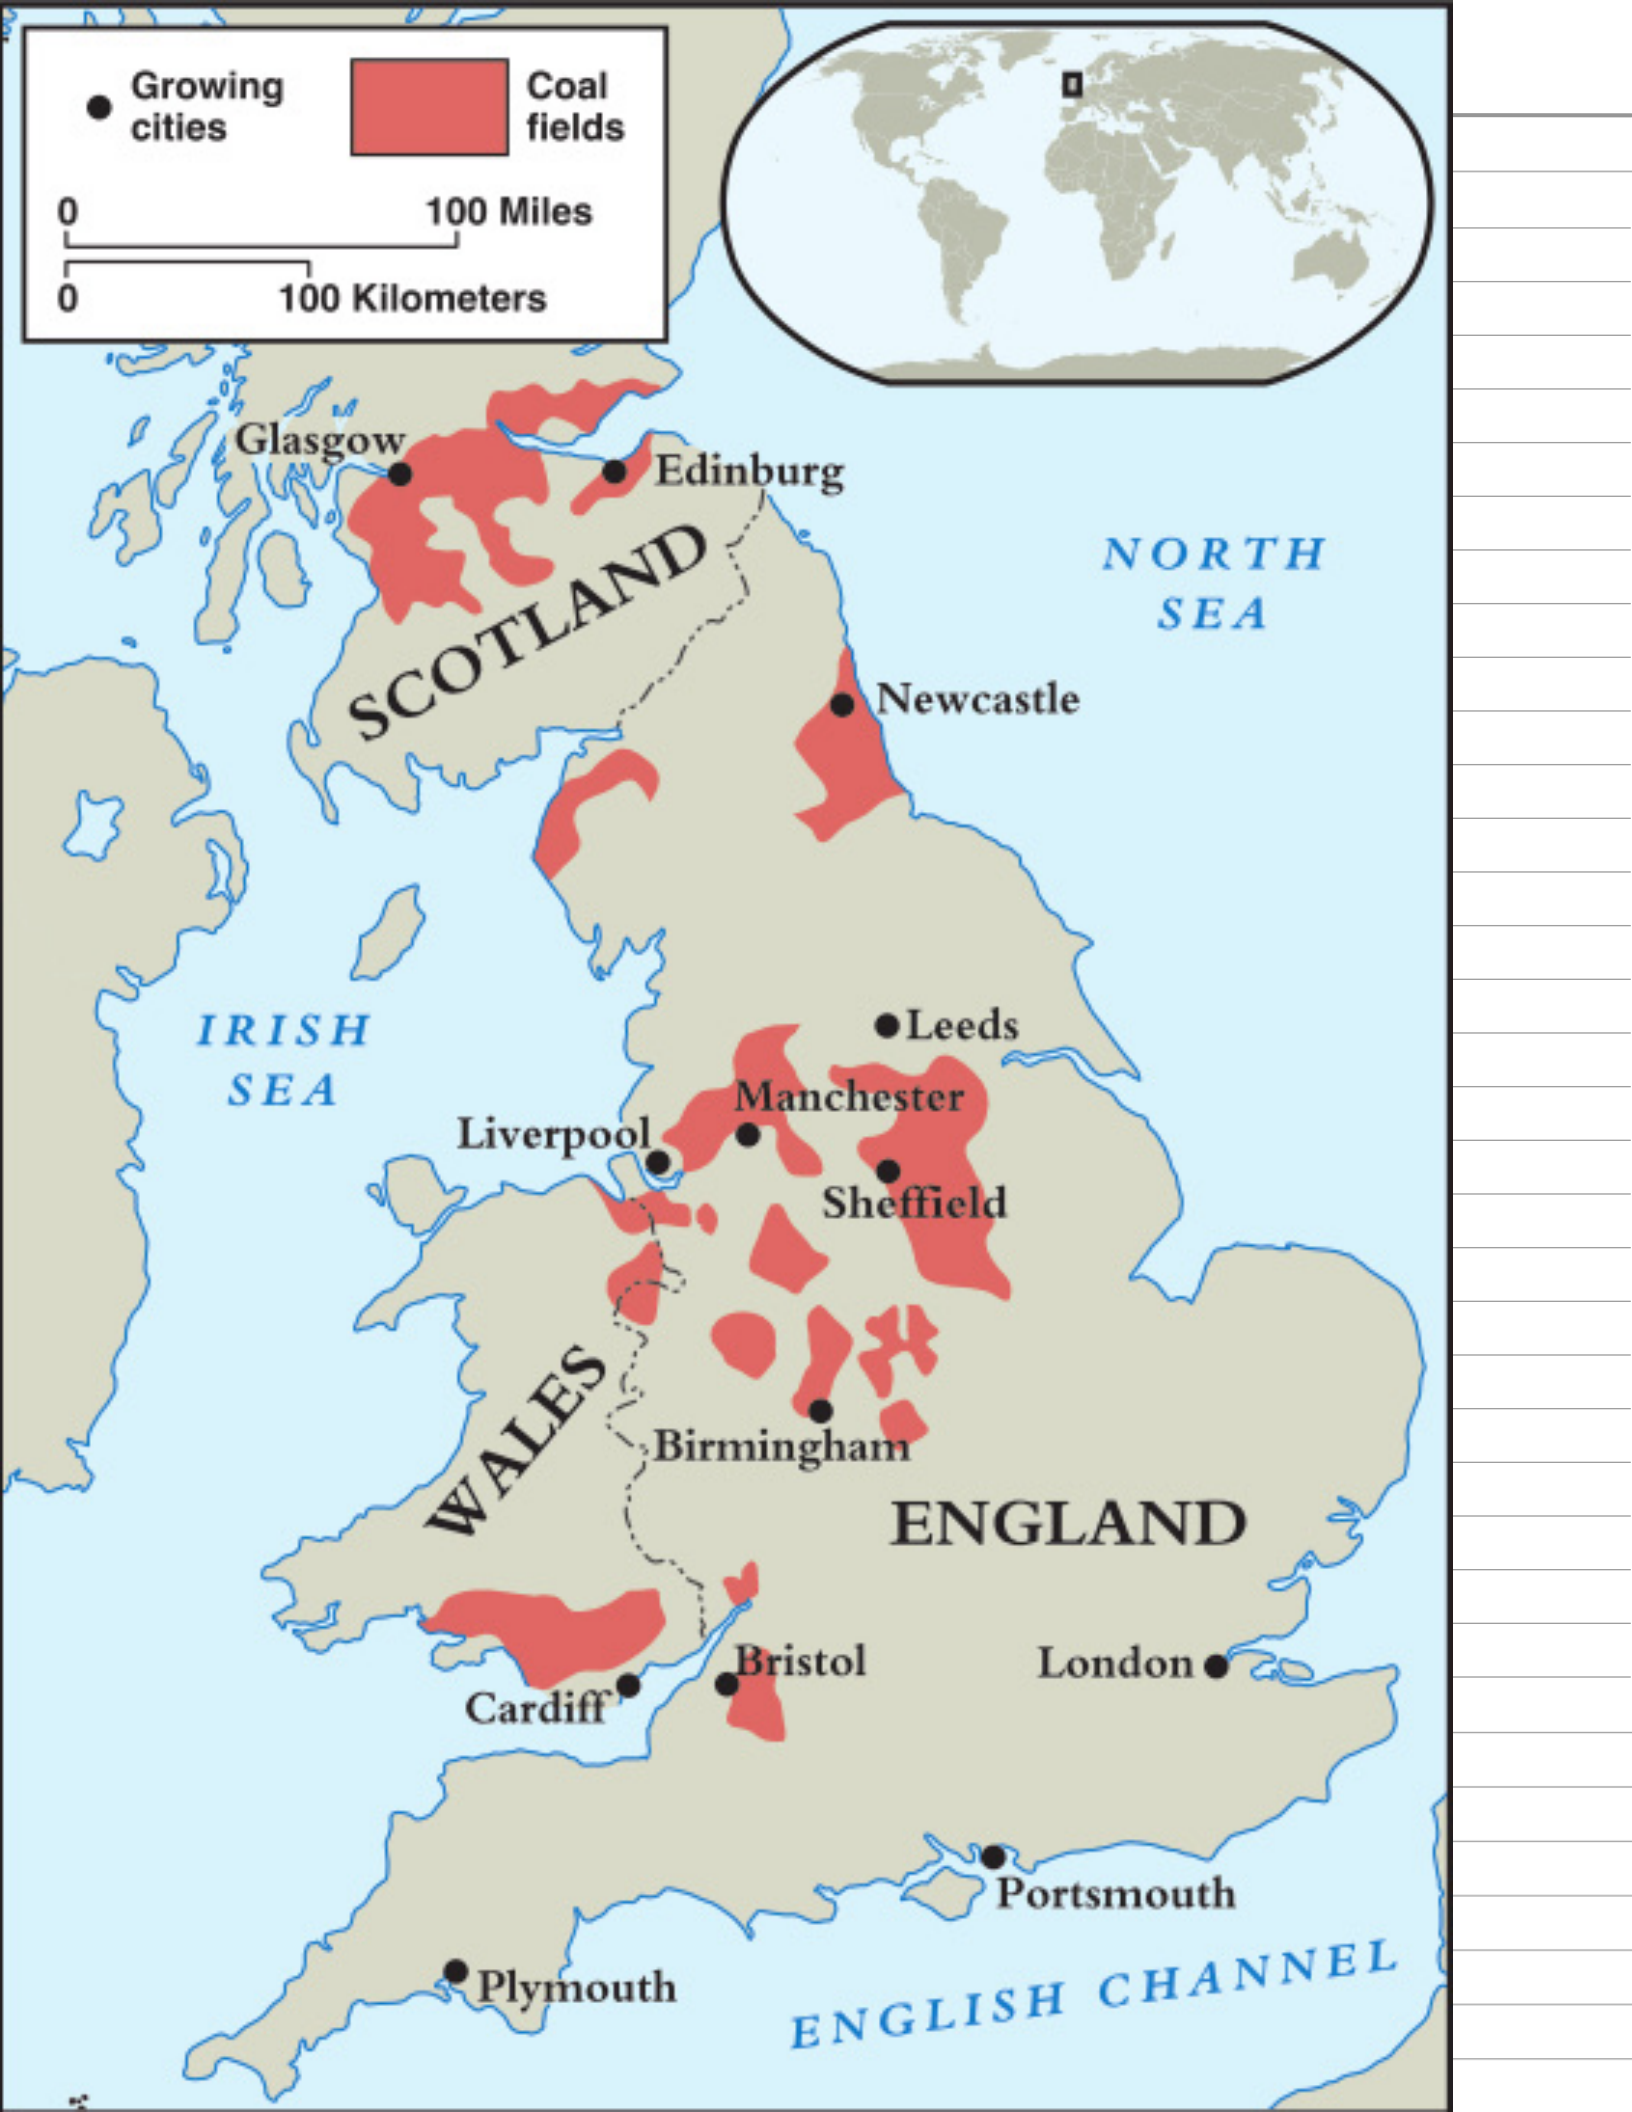 Growing
cities
Coal
fields
0
100 Miles
0
100 Kilometers
Glasgow
Edinburg
SCOTLAND
NORTH
SEA
Newcastle
IRISH
SEA
Leeds
Manchester
Liverpool
Sheffield
WALES
Birmingham
ENGLAND
Bristol
London
Cardiff
Portsmouth
Plymouth
ENGLISH CHANNEL